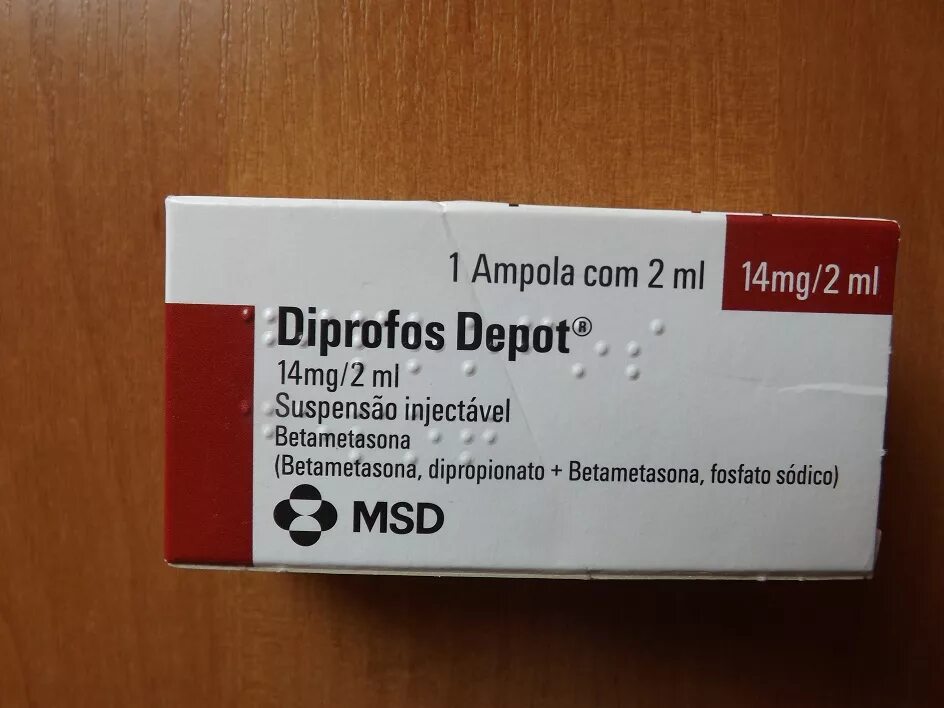 1 Ampola com 2 ml
14mg/2 ml
Diprofos Depot®
14mg/2 ml
Suspensão injectável
Betametasona
(Betametasona, dipropionato + Betametasona, fosfato sódico)
MSD